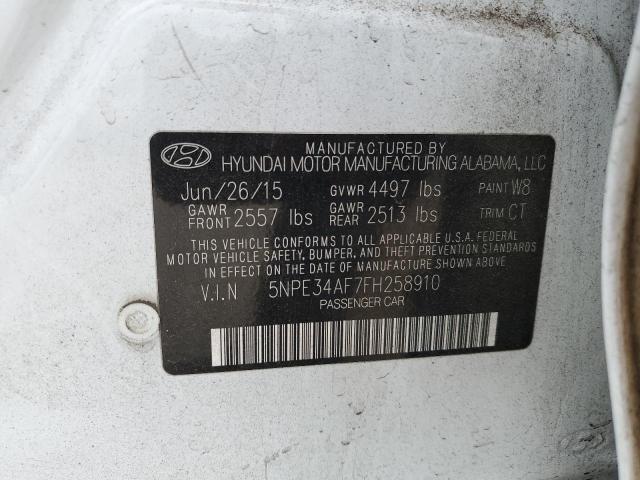 MANUFACTURED BY
HYUNDAI MOTOR MANUFACTURING ALABAMA, LLC
Jun/26/15 GVWR 4497 lbs PAINT W8
GAWR FRONT 2557 lbs GAWR REAR 2513 lbs TRIM CT
THIS VEHICLE CONFORMS TO ALL APPLICABLE U.S.A. FEDERAL
MOTOR VEHICLE SAFETY, BUMPER, AND THEFT PREVENTION STANDARDS
IN EFFECT ON THE DATE OF MANUFACTURE SHOWN ABOVE.
V.I.N 5NPE34AF7FH258910
PASSENGER CAR